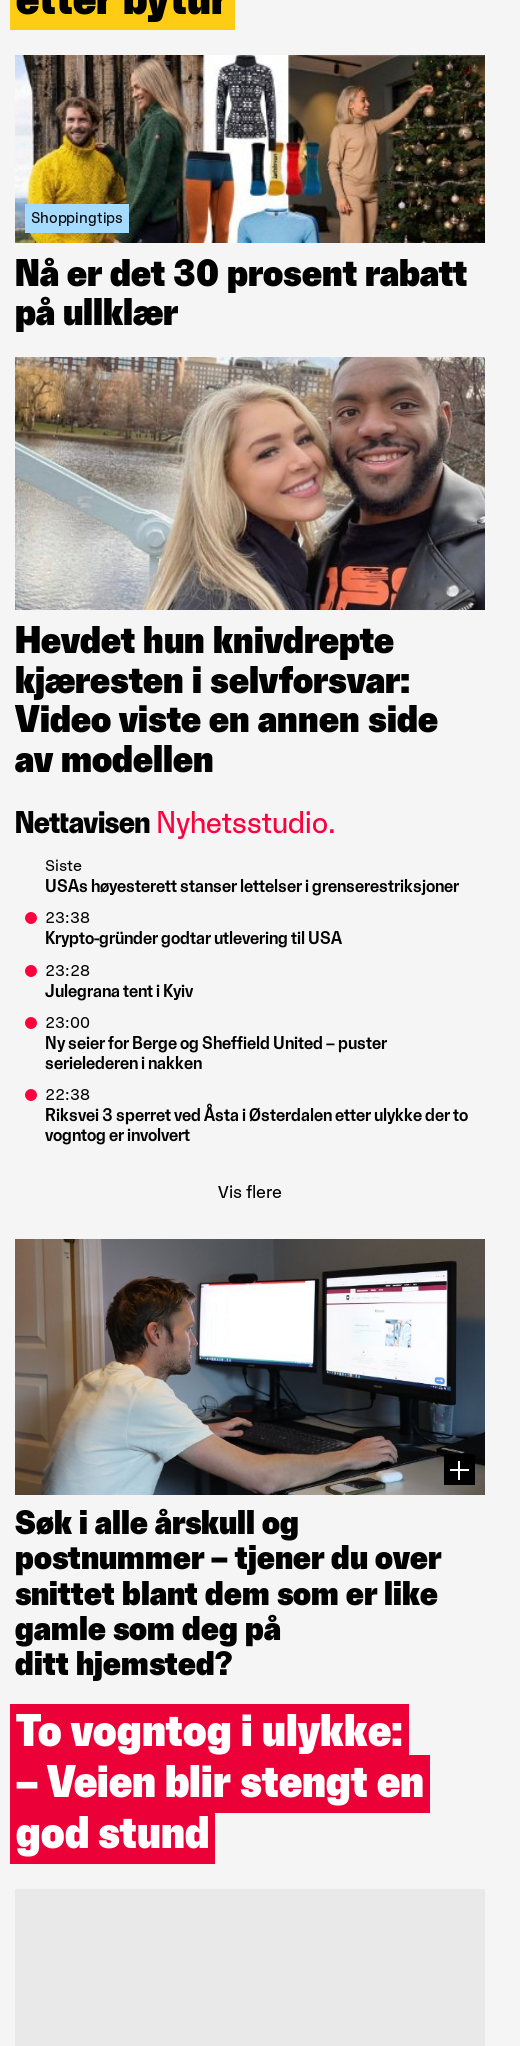 etter bytur
Shoppingtips
Nå er det 30 prosent rabatt
på ullklær
Hevdet hun knivdrepte
kjæresten i selvforsvar:
Video viste en annen side
av modellen
Nettavisen Nyhetsstudio.
Siste
USAs høyesterett stanser lettelser i grenserestriksjoner
23:38
Krypto-gründer godtar utlevering til USA
23:28
Julegrana tent i Kyiv
23:00
Ny seier for Berge og Sheffield United – puster
serielederen i nakken
22:38
Riksvei 3 sperret ved Åsta i Østerdalen etter ulykke der to
vogntog er involvert
Vis flere
Søk i alle årskull og
postnummer – tjener du over
snittet blant dem som er like
gamle som deg på
ditt hjemsted?
To vogntog i ulykke:
– Veien blir stengt en
god stund